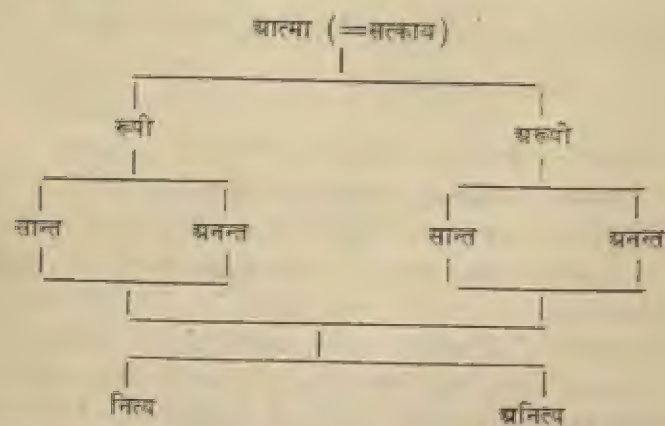 आत्मा (=सत्काय)
रूपी अरूपी
सान्त अनन्त सान्त अनन्त
नित्य अनित्य